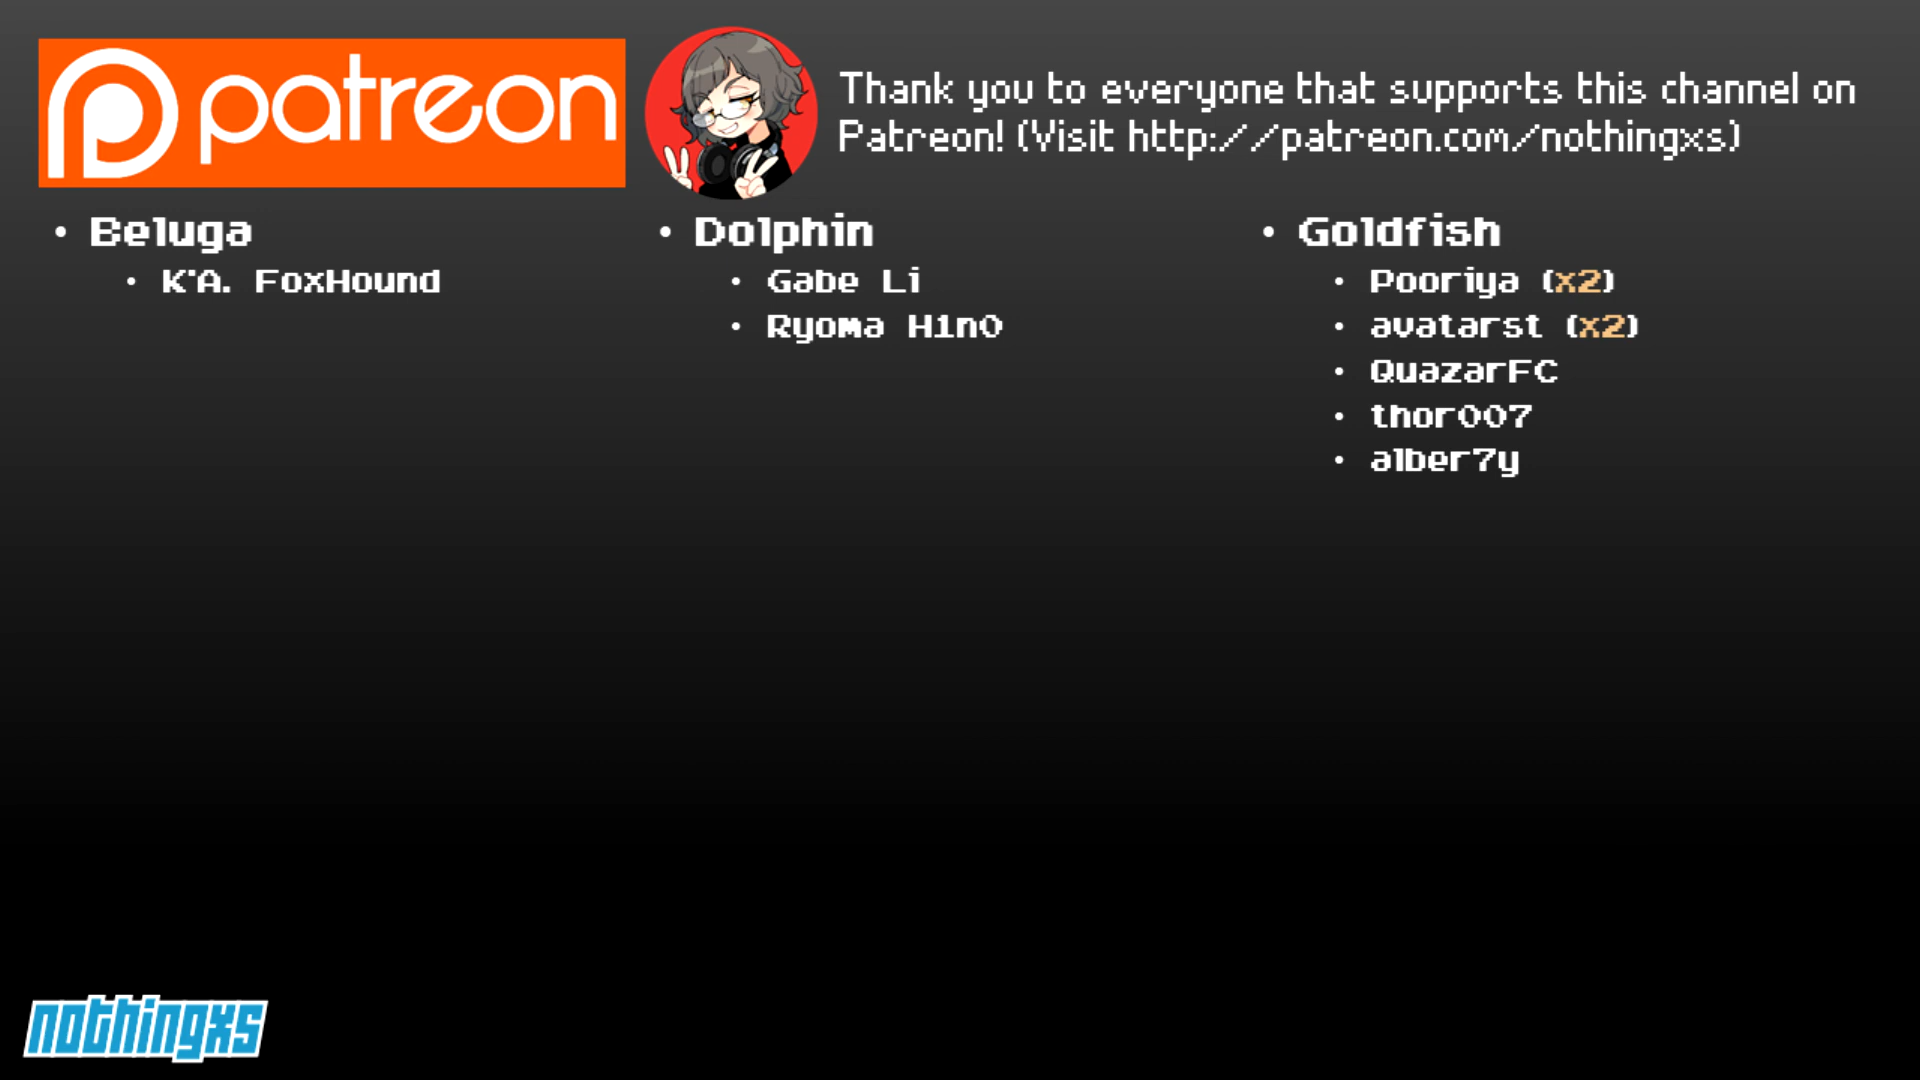 patreon
Thank you to everyone that supports this channel on
Patreon! (Visit http://patreon.com/nothingxs)
• Beluga
• K'A. FoxHound
• Dolphin
• Gabe Li
• Ryoma H1n0
• Goldfish
• Pooriya (x2)
• avatarst (x2)
• QuazarFC
• thor007
• alber7y
nothingxs